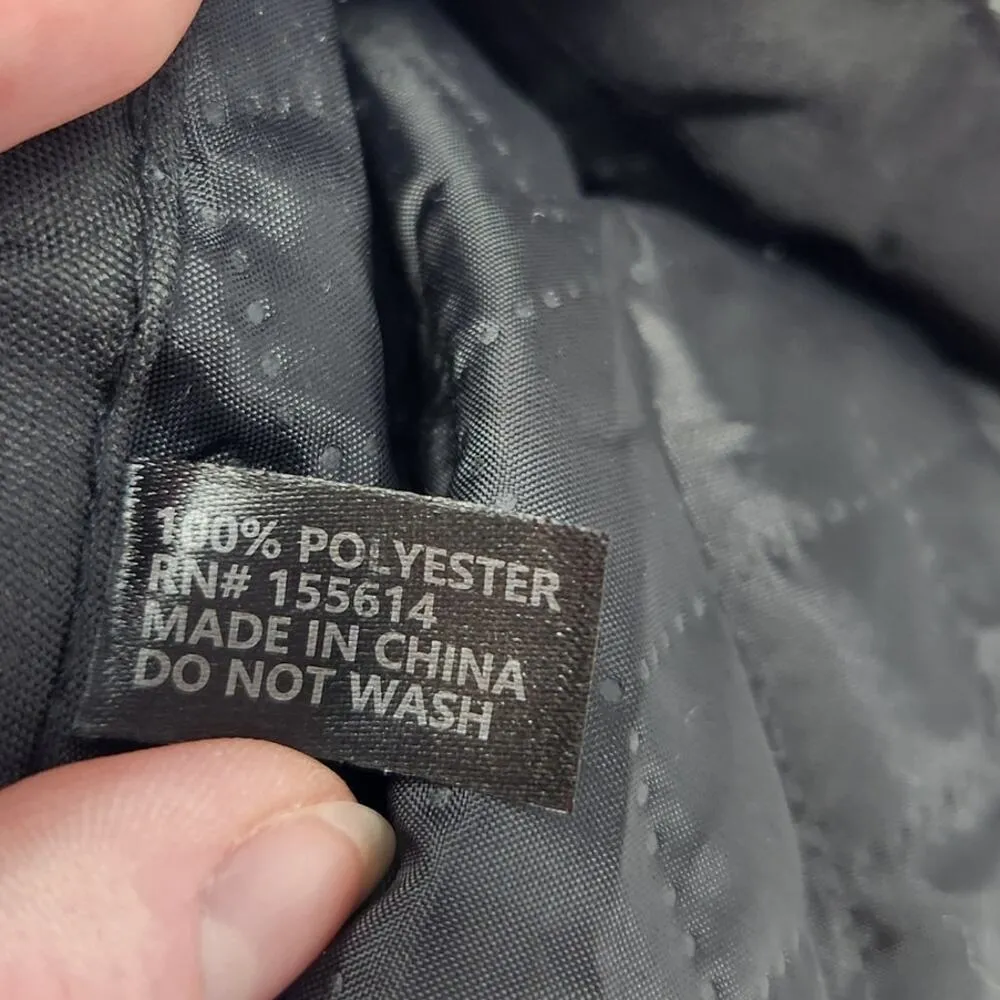 100% POLYESTER
RN# 155614
MADE IN CHINA
DO NOT WASH